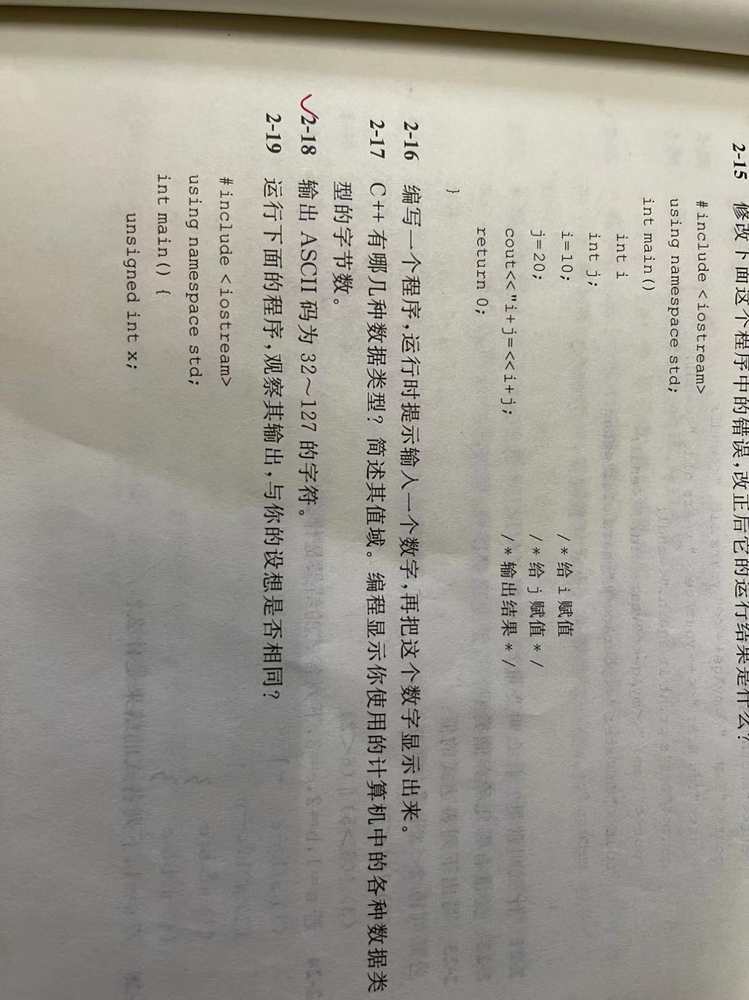 2-15 修改下面这个程序中的错误,改正后它的运行结果是什么?
#include <iostream>
using namespace std;
int main()
int i
int j;
i=10; /*给 i 赋值
j=20; /*给 j 赋值*/
cout<<"i+j=<<i+j; /*输出结果*/
return 0;
}
2-16 编写一个程序,运行时提示输入一个数字,再把这个数字显示出来。
2-17 C++有哪几种数据类型?简述其值域。编程显示你使用的计算机中的各种数据类
型的字节数。
2-18 输出 ASCII 码为 32~127 的字符。
2-19 运行下面的程序,观察其输出,与你的设想是否相同?
#include <iostream>
using namespace std;
int main() {
unsigned int x;